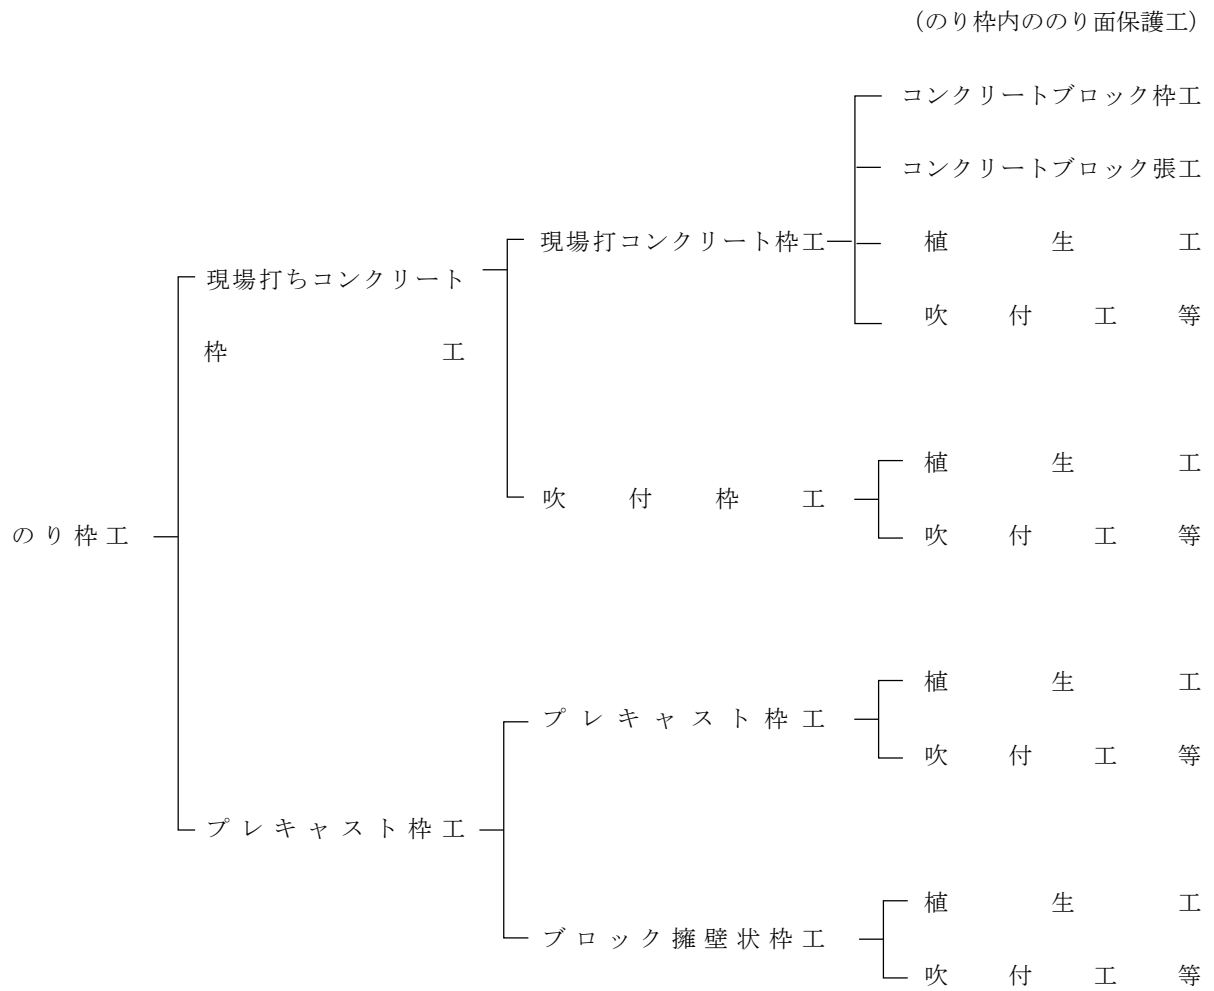 (のり枠内ののり面保護工)
コンクリートブロック枠工
コンクリートブロック張工
現場打コンクリート枠工
植生工
現場打ちコンクリート
吹付工等
枠工
植生工
吹付枠工
のり枠工
吹付工等
植生工
プレキャスト枠工
吹付工等
プレキャスト枠工
植生工
ブロック擁壁状枠工
吹付工等